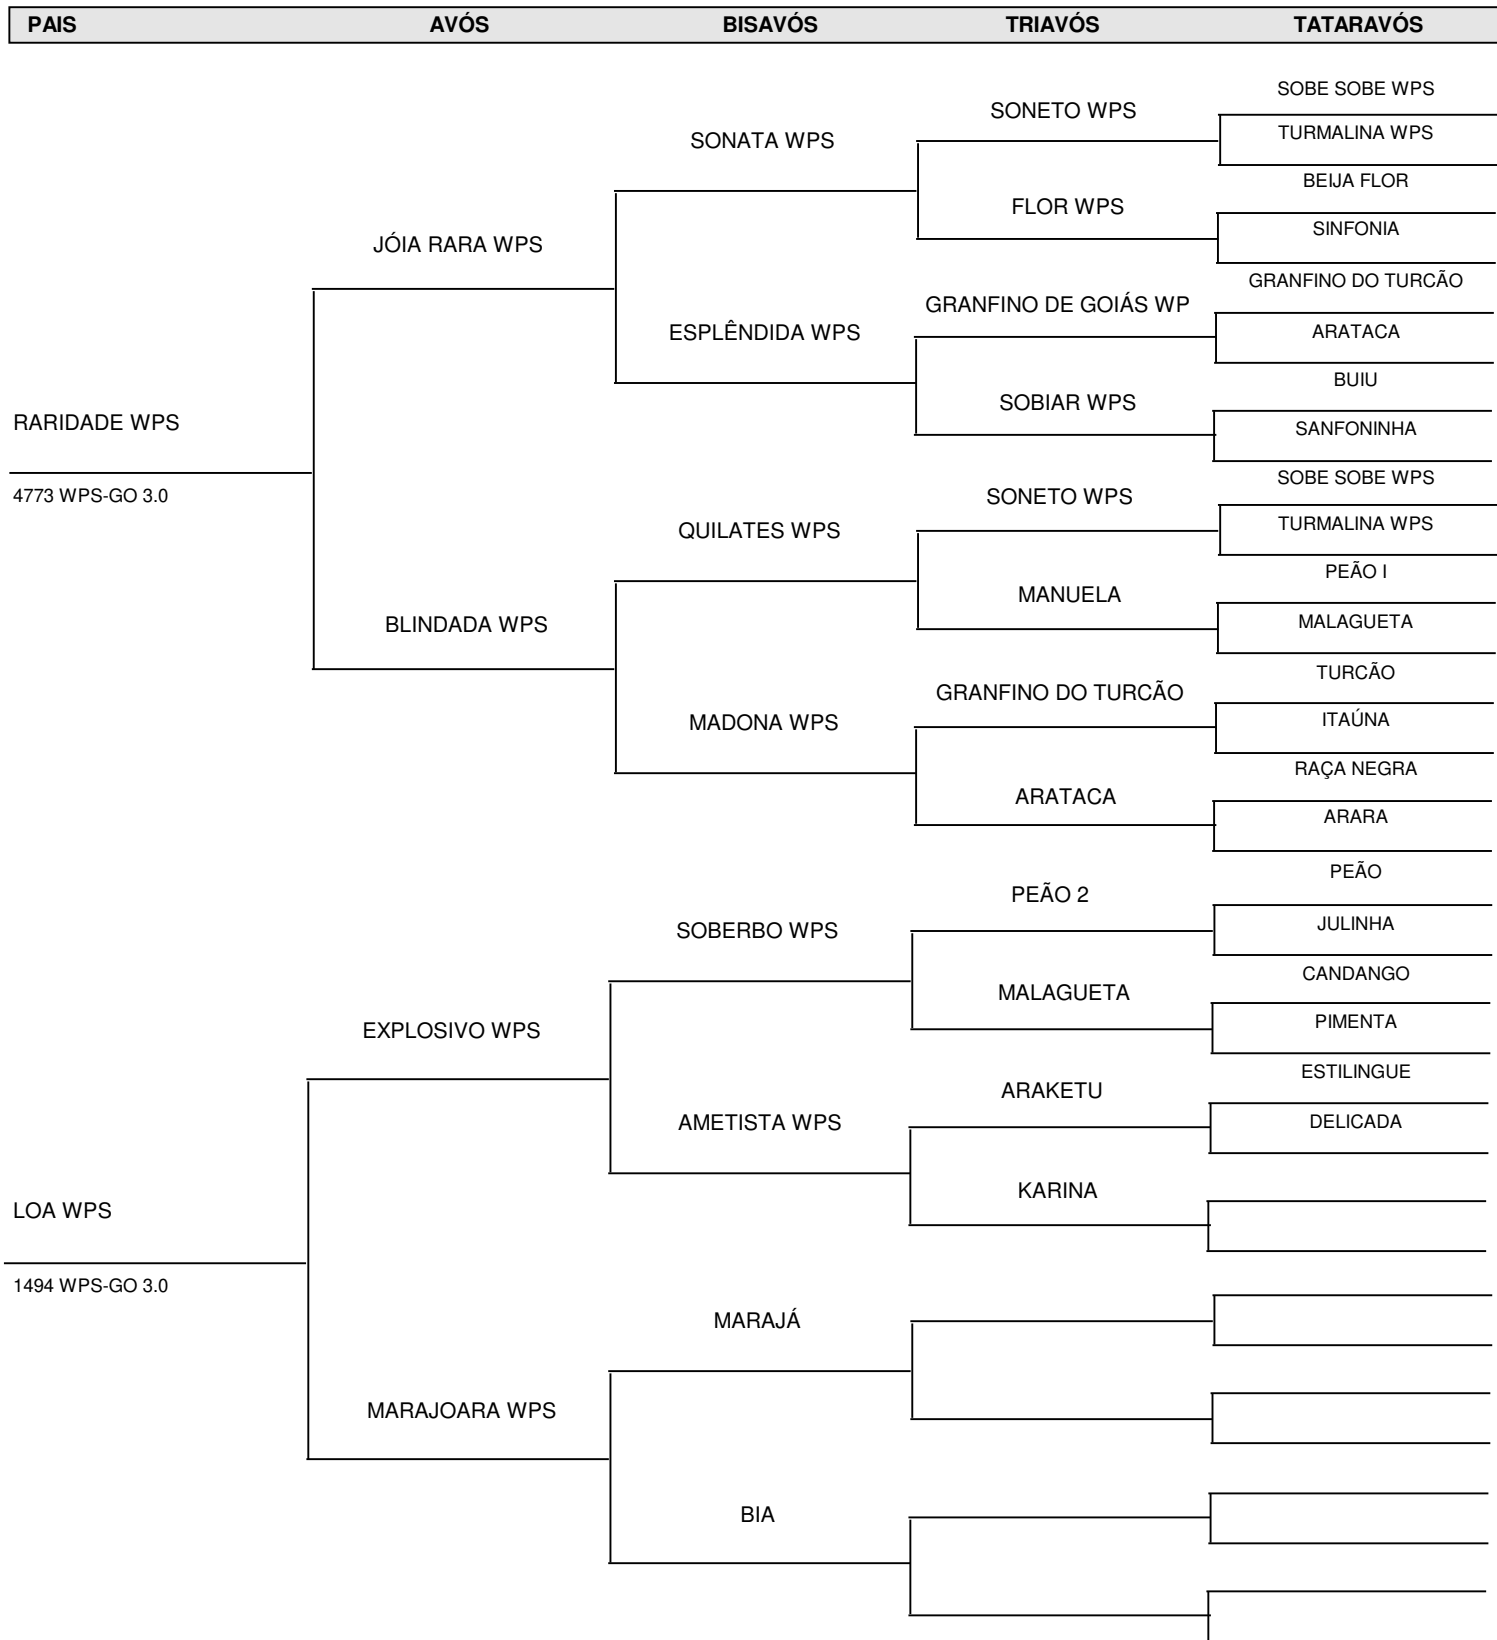 PAIS AVÓS BISAVÓS TRIAVÓS TATARAVÓS
SOBE SOBE WPS
SONETO WPS
TURMALINA WPS
SONATA WPS
BEIJA FLOR
FLOR WPS
SINFONIA
JÓIA RARA WPS
GRANFINO DO TURCÃO
GRANFINO DE GOIÁS WP
ARATACA
ESPLÊNDIDA WPS
BUIU
SOBIAR WPS
RARIDADE WPS
SANFONINHA
SOBE SOBE WPS
4773 WPS-GO 3.0
SONETO WPS
TURMALINA WPS
QUILATES WPS
PEÃO I
MANUELA
BLINDADA WPS
MALAGUETA
TURCÃO
GRANFINO DO TURCÃO
ITAÚNA
MADONA WPS
RAÇA NEGRA
ARATACA
ARARA
PEÃO
PEÃO 2
JULINHA
SOBERBO WPS
CANDANGO
MALAGUETA
PIMENTA
EXPLOSIVO WPS
ESTILINGUE
ARAKETU
DELICADA
AMETISTA WPS
KARINA
LOA WPS
1494 WPS-GO 3.0
MARAJÁ
MARAJOARA WPS
BIA